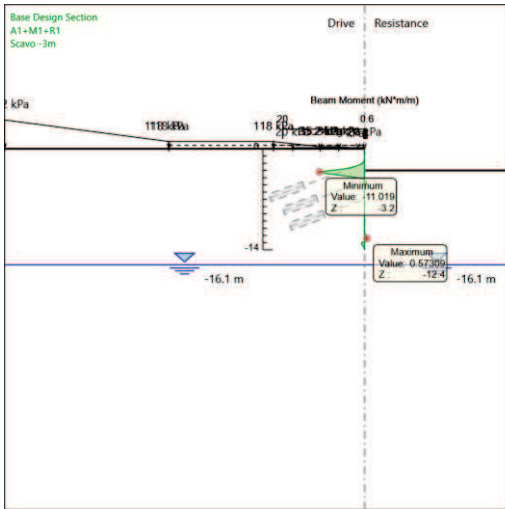 Base Design Section
A1+M1+R1
Scavo -3m
Drive
Resistance
2 kPa
Beam Moment (kN*m/m)
20
0.6
118 kPa
0
-14
Minimum
Value: -11.019
Z : -3.2
Maximum
Value: 0.57309
Z : -12.4
-16.1 m
-16.1 m